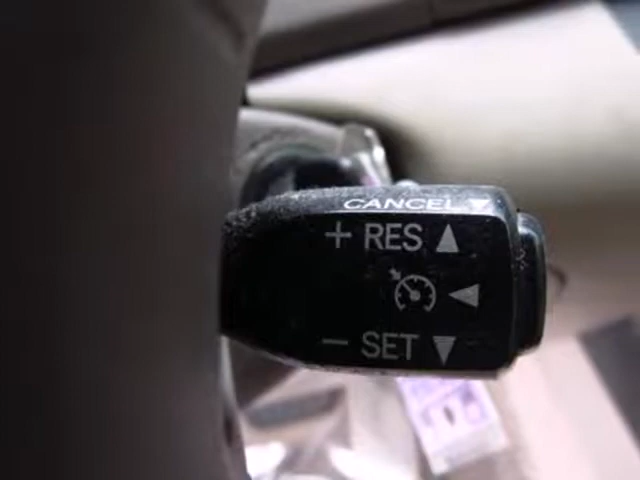 CANCEL ▼
+ RES ▲
◀
− SET ▼